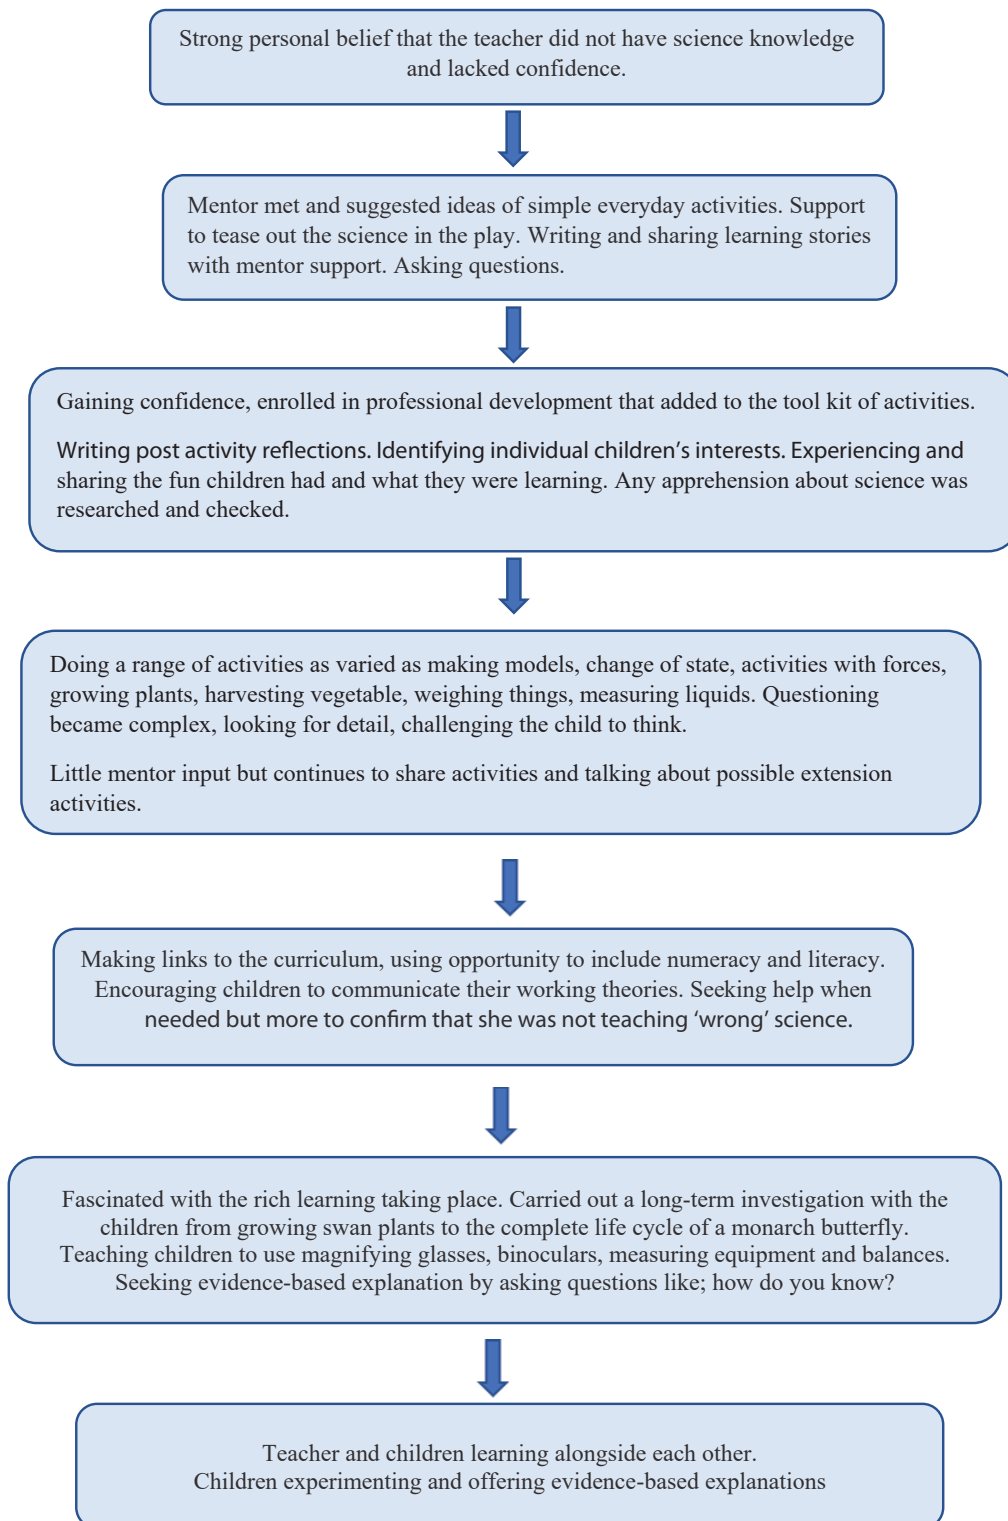 Strong personal belief that the teacher did not have science knowledge
and lacked confidence.
Mentor met and suggested ideas of simple everyday activities. Support
to tease out the science in the play. Writing and sharing learning stories
with mentor support. Asking questions.
Gaining confidence, enrolled in professional development that added to the tool kit of activities.
Writing post activity reflections. Identifying individual children’s interests. Experiencing and
sharing the fun children had and what they were learning. Any apprehension about science was
researched and checked.
Doing a range of activities as varied as making models, change of state, activities with forces,
growing plants, harvesting vegetable, weighing things, measuring liquids. Questioning
became complex, looking for detail, challenging the child to think.
Little mentor input but continues to share activities and talking about possible extension
activities.
Making links to the curriculum, using opportunity to include numeracy and literacy.
Encouraging children to communicate their working theories. Seeking help when
needed but more to confirm that she was not teaching ‘wrong’ science.
Fascinated with the rich learning taking place. Carried out a long-term investigation with the
children from growing swan plants to the complete life cycle of a monarch butterfly.
Teaching children to use magnifying glasses, binoculars, measuring equipment and balances.
Seeking evidence-based explanation by asking questions like; how do you know?
Teacher and children learning alongside each other.
Children experimenting and offering evidence-based explanations